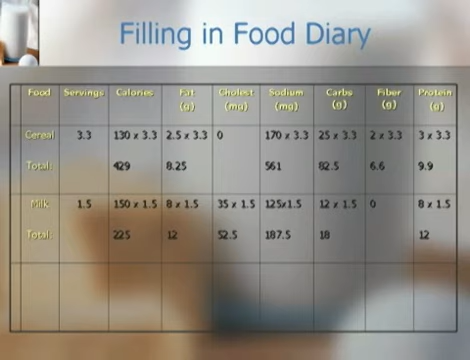 Filling in Food Diary
Food Servings Calories Fat (g) Cholest (mg) Sodium (mg) Carbs (g) Fiber (g) Protein (g)
Cereal 3.3 130 x 3.3 2.5 x 3.3 0 170 x 3.3 25 x 3.3 2 x 3.3 3 x 3.3
Total: 429 8.25 561 82.5 6.6 9.9
Milk 1.5 150 x 1.5 8 x 1.5 35 x 1.5 125x1.5 12 x 1.5 0 8 x 1.5
Total: 225 12 52.5 187.5 18 12